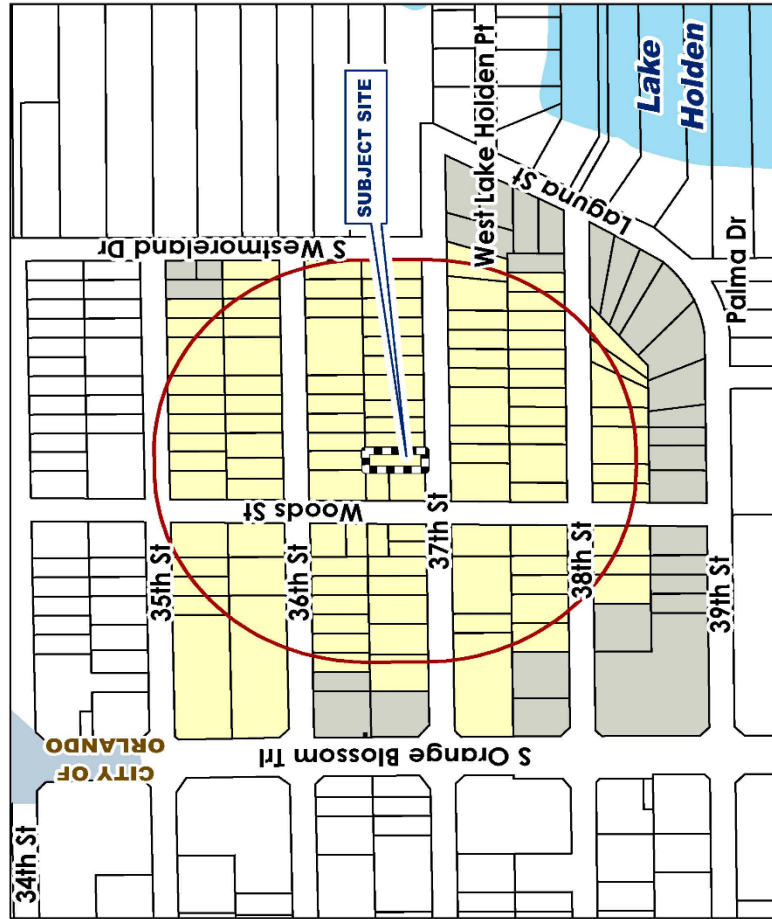 SUBJECT SITE
Lake
Holden
West Lake Holden Pt
Laguna St
Palma Dr
S Westmoreland Dr
Woods St
35th St
36th St
37th St
38th St
39th St
S Orange Blossom Trl
CITY OF
ORLANDO
34th St